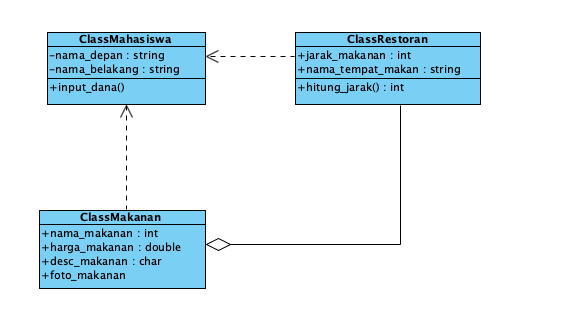 ClassMahasiswa
-nama_depan : string
-nama_belakang : string
+input_dana()
ClassRestoran
+jarak_makanan : int
+nama_tempat_makan : string
+hitung_jarak() : int
ClassMakanan
+nama_makanan : int
+harga_makanan : double
+desc_makanan : char
+foto_makanan